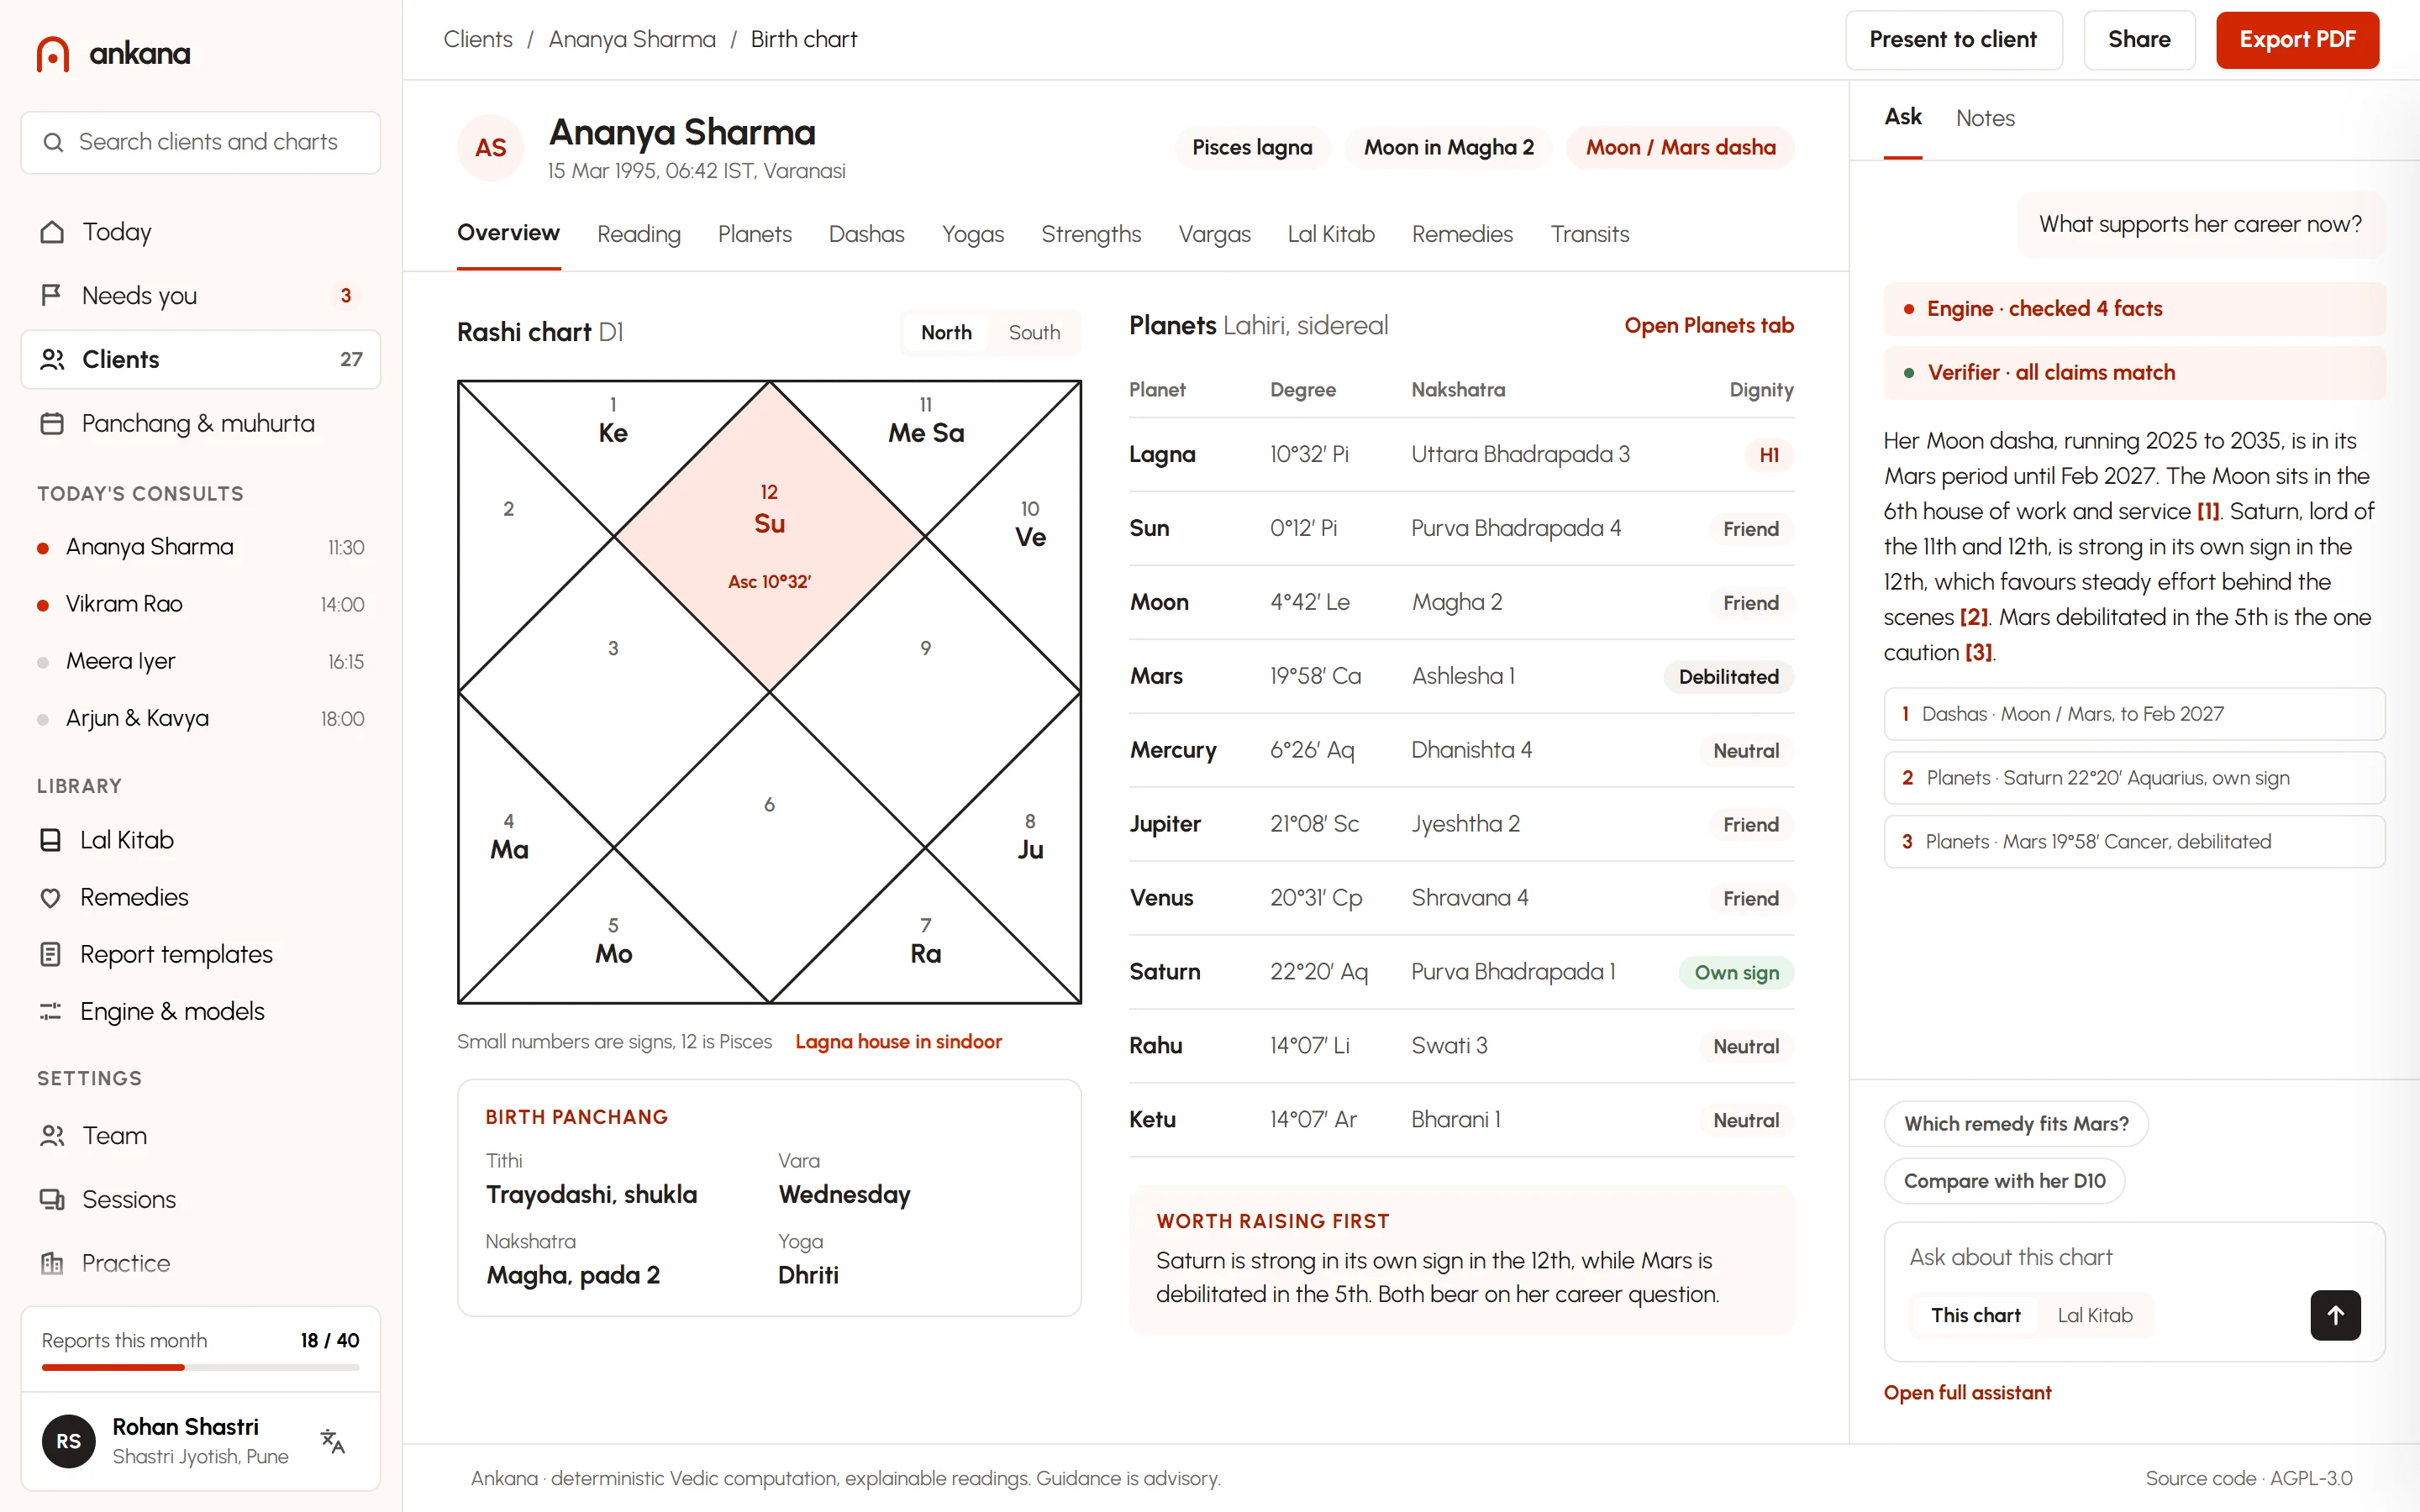 ankana
Search clients and charts
Today
Needs you 3
Clients 27
Panchang & muhurta
TODAY'S CONSULTS
Ananya Sharma 11:30
Vikram Rao 14:00
Meera Iyer 16:15
Arjun & Kavya 18:00
LIBRARY
Lal Kitab
Remedies
Report templates
Engine & models
SETTINGS
Team
Sessions
Practice
Reports this month 18 / 40
RS Rohan Shastri
Shastri Jyotish, Pune
Clients / Ananya Sharma / Birth chart
Present to client Share Export PDF
AS Ananya Sharma
15 Mar 1995, 06:42 IST, Varanasi
Pisces lagna Moon in Magha 2 Moon / Mars dasha
Overview Reading Planets Dashas Yogas Strengths Vargas Lal Kitab Remedies Transits
Rashi chart D1 North South
1 11
Ke Me Sa
12
2 10
Su Ve
Asc 10°32′
3 9
6
4 8
Ma Ju
5 7
Mo Ra
Small numbers are signs, 12 is Pisces Lagna house in sindoor
BIRTH PANCHANG
Tithi Vara
Trayodashi, shukla Wednesday
Nakshatra Yoga
Magha, pada 2 Dhriti
Planets Lahiri, sidereal Open Planets tab
Planet Degree Nakshatra Dignity
Lagna 10°32′ Pi Uttara Bhadrapada 3 H1
Sun 0°12′ Pi Purva Bhadrapada 4 Friend
Moon 4°42′ Le Magha 2 Friend
Mars 19°58′ Ca Ashlesha 1 Debilitated
Mercury 6°26′ Aq Dhanishta 4 Neutral
Jupiter 21°08′ Sc Jyeshtha 2 Friend
Venus 20°31′ Cp Shravana 4 Friend
Saturn 22°20′ Aq Purva Bhadrapada 1 Own sign
Rahu 14°07′ Li Swati 3 Neutral
Ketu 14°07′ Ar Bharani 1 Neutral
WORTH RAISING FIRST
Saturn is strong in its own sign in the 12th, while Mars is
debilitated in the 5th. Both bear on her career question.
Ask Notes
What supports her career now?
Engine · checked 4 facts
Verifier · all claims match
Her Moon dasha, running 2025 to 2035, is in its
Mars period until Feb 2027. The Moon sits in the
6th house of work and service [1]. Saturn, lord of
the 11th and 12th, is strong in its own sign in the
12th, which favours steady effort behind the
scenes [2]. Mars debilitated in the 5th is the one
caution [3].
1 Dashas · Moon / Mars, to Feb 2027
2 Planets · Saturn 22°20′ Aquarius, own sign
3 Planets · Mars 19°58′ Cancer, debilitated
Which remedy fits Mars?
Compare with her D10
Ask about this chart
This chart Lal Kitab
Open full assistant
Ankana · deterministic Vedic computation, explainable readings. Guidance is advisory.
Source code · AGPL-3.0